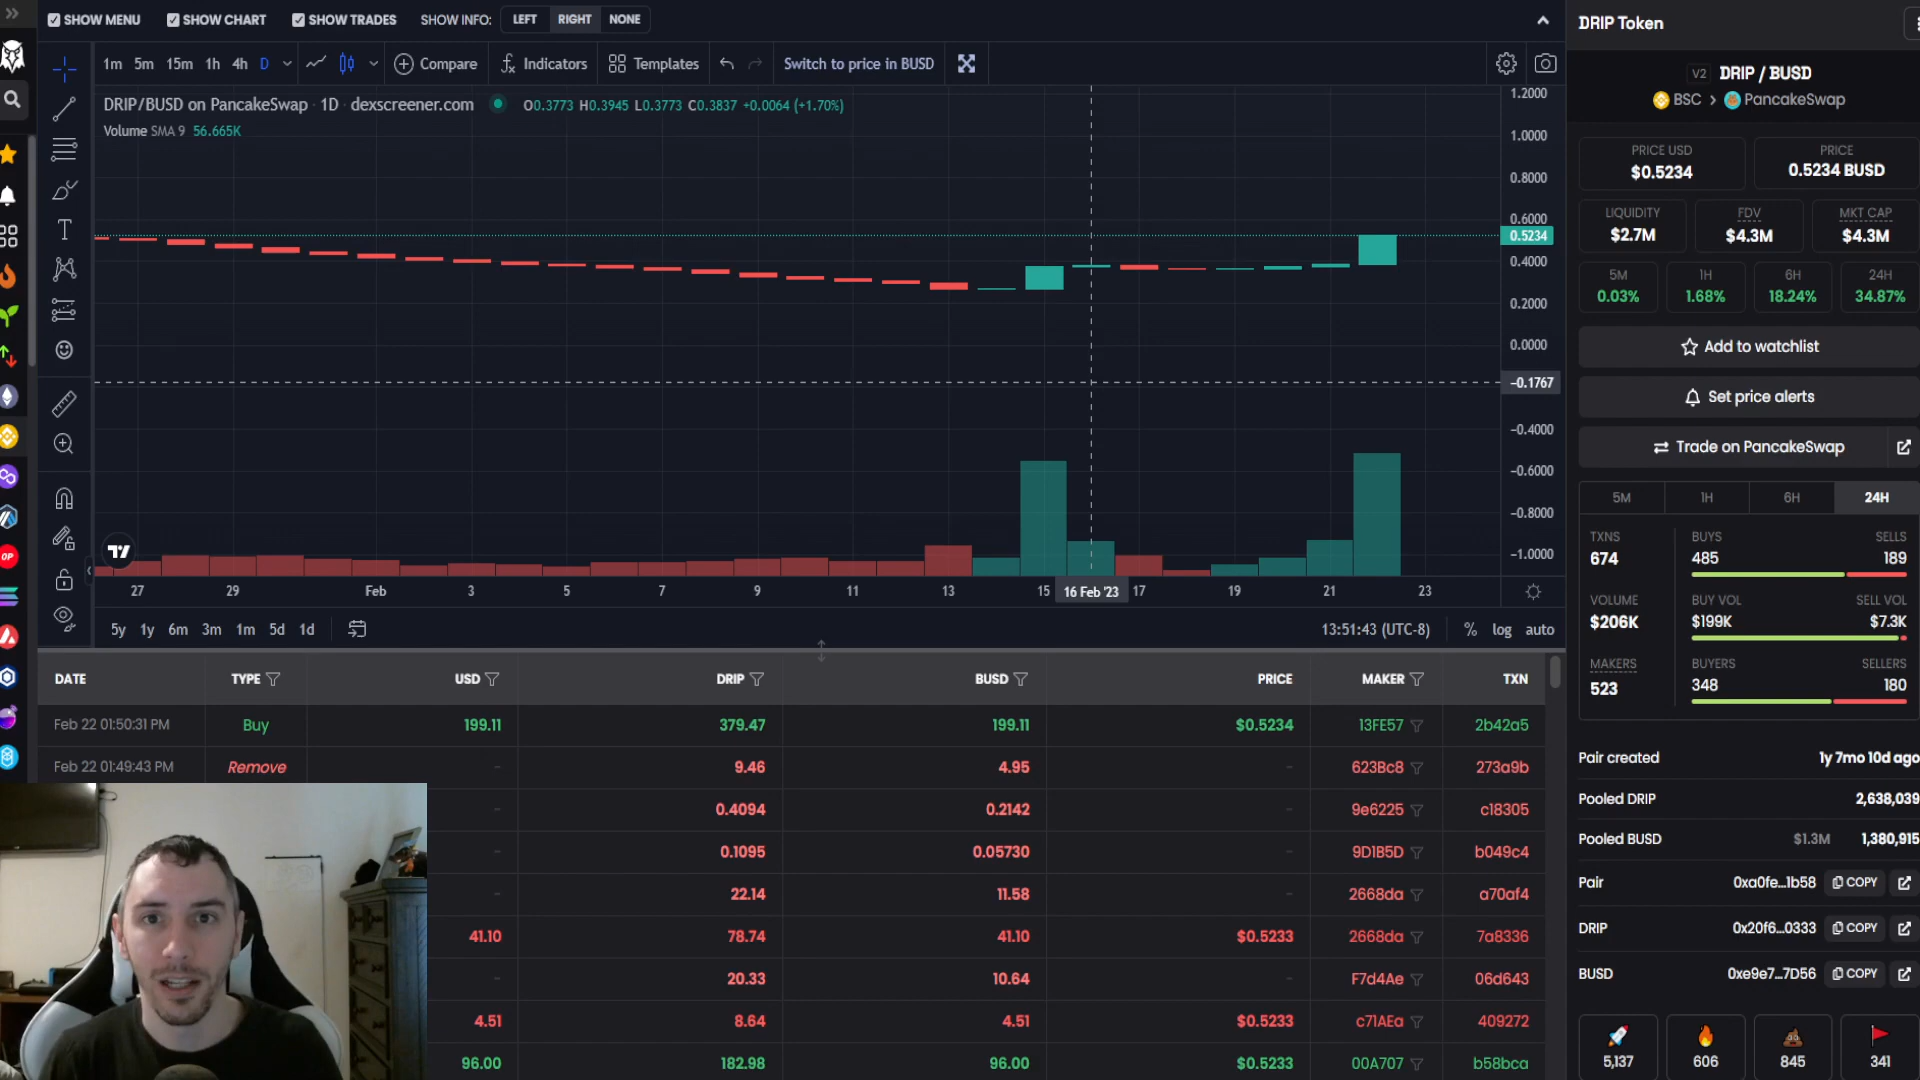 SHOW MENU SHOW CHART SHOW TRADES SHOW INFO: LEFT RIGHT NONE
DRIP Token
1m 5m 15m 1h 4h D Compare Indicators Templates Switch to price in BUSD
DRIP/BUSD on PancakeSwap · 1D · dexscreener.com O0.3773 H0.3945 L0.3773 C0.3837 +0.0064 (+1.70%)
Volume SMA 9 56.665K
1.2000
1.0000
0.8000
0.6000
0.5234
0.4000
0.2000
0.0000
−0.1767
−0.4000
−0.6000
−0.8000
−1.0000
27 29 Feb 3 5 7 9 11 13 15 16 Feb '23 17 19 21 23
5y 1y 6m 3m 1m 5d 1d 13:51:43 (UTC-8) % log auto
DATE TYPE USD DRIP BUSD PRICE MAKER TXN
Feb 22 01:50:31 PM Buy 199.11 379.47 199.11 $0.5234 13FE57 2b42a5
Feb 22 01:49:43 PM Remove - 9.46 4.95 - 623Bc8 273a9b
- 0.4094 0.2142 - 9e6225 c18305
- 0.1095 0.05730 - 9D1B5D b049c4
- 22.14 11.58 - 2668da a70af4
41.10 78.74 41.10 $0.5233 2668da 7a8336
- 20.33 10.64 - F7d4Ae 06d643
4.51 8.64 4.51 $0.5233 c71AEa 409272
96.00 182.98 96.00 $0.5233 00A707 b58bca
OP
V2 DRIP / BUSD
BSC > PancakeSwap
PRICE USD PRICE
$0.5234 0.5234 BUSD
LIQUIDITY FDV MKT CAP
$2.7M $4.3M $4.3M
5M 1H 6H 24H
0.03% 1.68% 18.24% 34.87%
Add to watchlist
Set price alerts
Trade on PancakeSwap
5M 1H 6H 24H
TXNS BUYS SELLS
674 485 189
VOLUME BUY VOL SELL VOL
$206K $199K $7.3K
MAKERS BUYERS SELLERS
523 348 180
Pair created 1y 7mo 10d ago
Pooled DRIP 2,638,039
Pooled BUSD $1.3M 1,380,915
Pair 0xa0fe...1b58 COPY
DRIP 0x20f6...0333 COPY
BUSD 0xe9e7...7D56 COPY
5,137 606 845 341